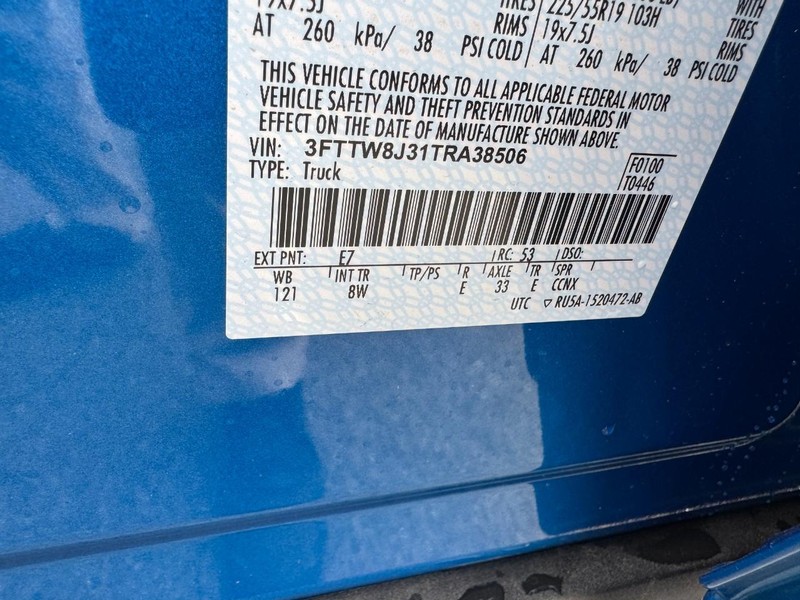 19x7.5J TIRES 225/55R19 103H WITH
AT 260 kPa/ 38 PSI COLD RIMS 19x7.5J TIRES
AT 260 kPa/ 38 PSI COLD RIMS
THIS VEHICLE CONFORMS TO ALL APPLICABLE FEDERAL MOTOR
VEHICLE SAFETY AND THEFT PREVENTION STANDARDS IN
EFFECT ON THE DATE OF MANUFACTURE SHOWN ABOVE.
VIN: 3FTTW8J31TRA38506
TYPE: Truck
F0100
T0446
EXT PNT: E7 RC: 53 DSO:
WB INT TR TP/PS R AXLE TR SPR
121 8W E 33 E CCNX
UTC ▽ RU5A-1520472-AB